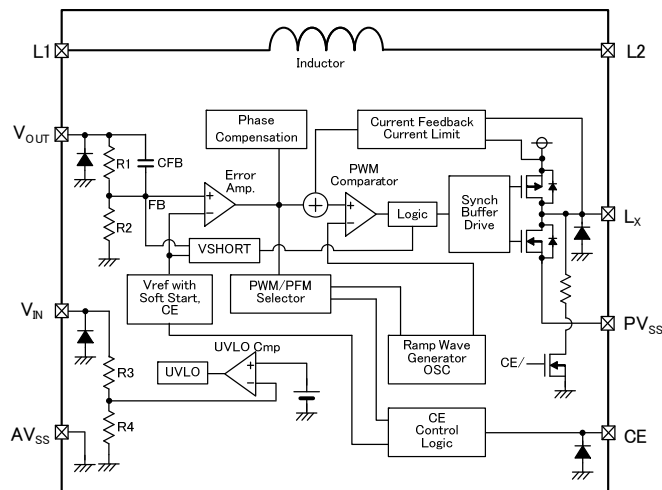 L1
L2
Inductor
Phase
Compensation
Current Feedback
Current Limit
VOUT
R1
CFB
Error
Amp.
PWM
Comparator
FB
R2
Logic
Synch
Buffer
Drive
LX
VSHORT
Vref with
Soft Start,
CE
PWM/PFM
Selector
VIN
Ramp Wave
Generator
OSC
PVSS
R3
UVLO Cmp
UVLO
CE/
R4
AVSS
CE
Control
Logic
CE